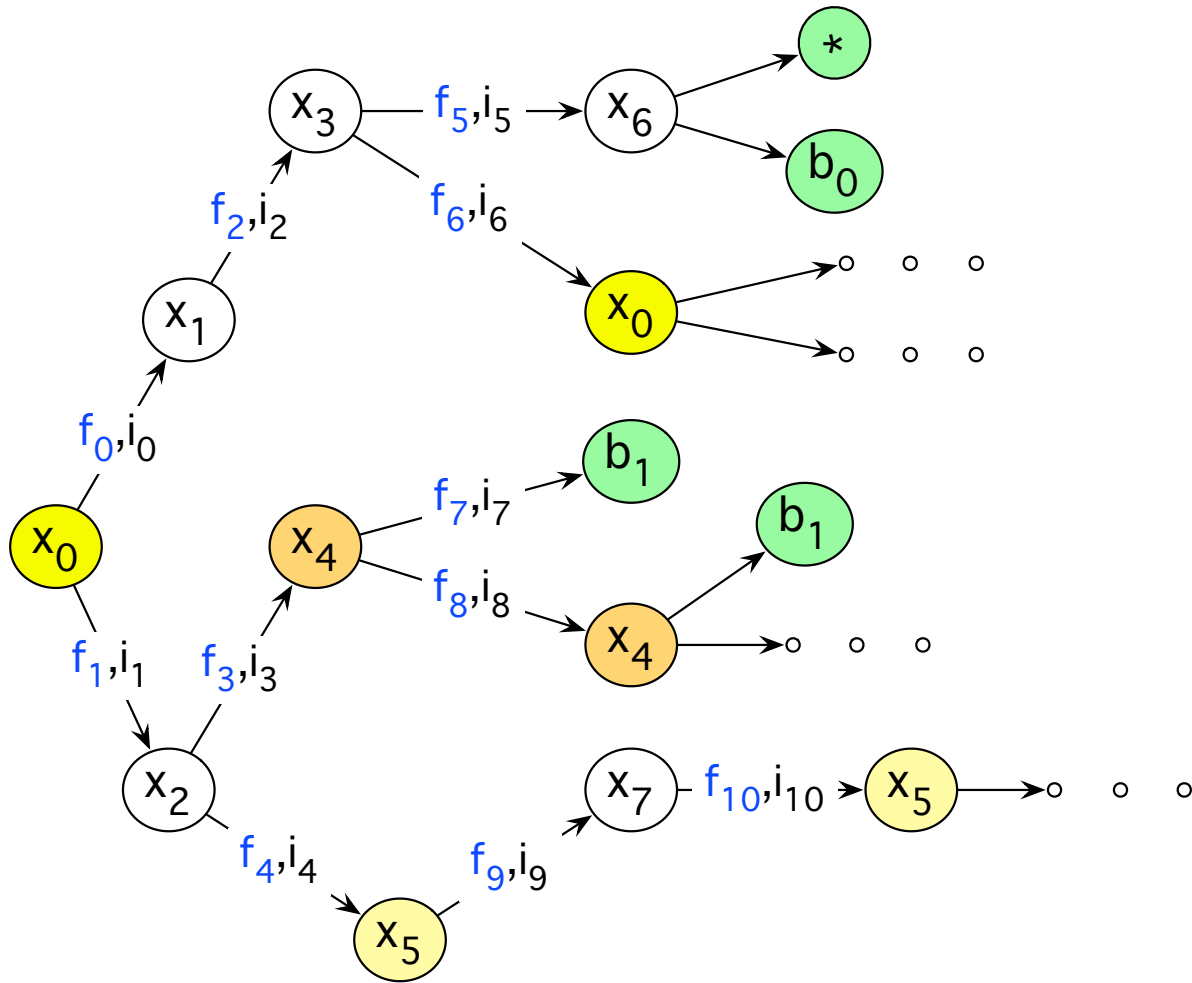 *
x3
f5,i5
x6
b0
f2,i2
f6,i6
x1
x0
f0,i0
b1
f7,i7
b1
x0
x4
f8,i8
x4
f1,i1
f3,i3
x2
x7
f10,i10
x5
f4,i4
f9,i9
x5